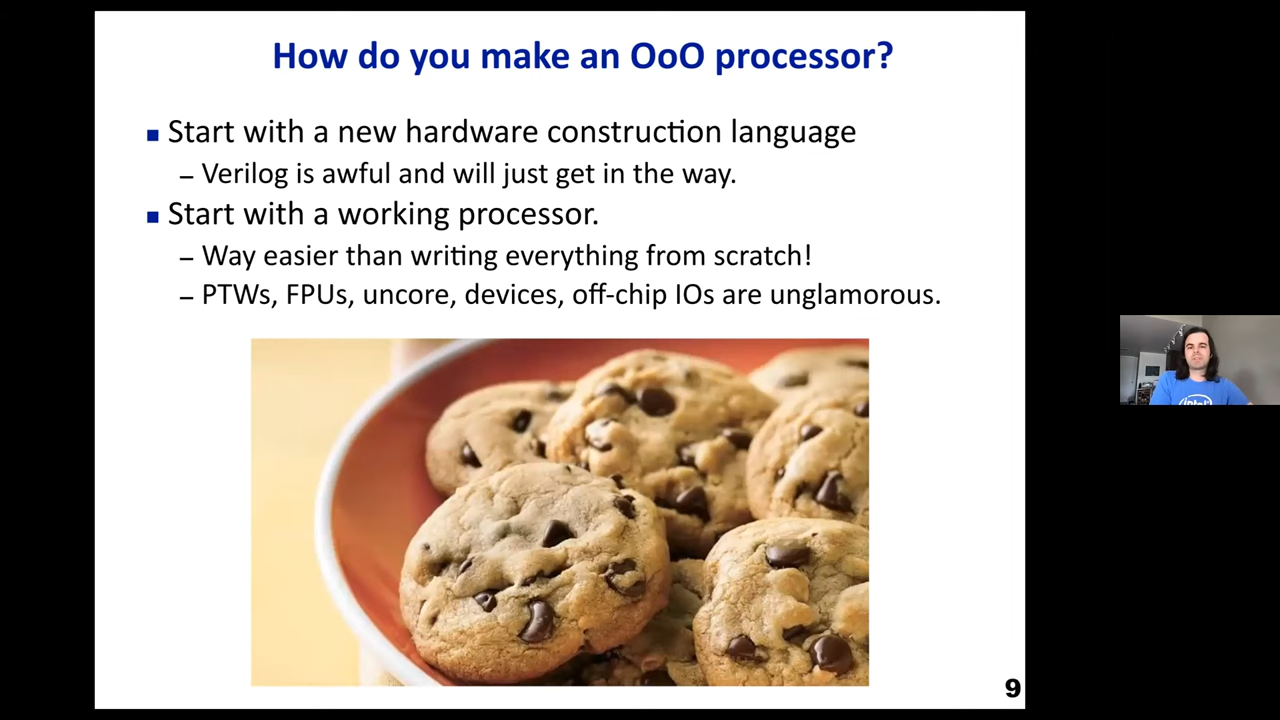 How do you make an OoO processor?
▪ Start with a new hardware construction language
– Verilog is awful and will just get in the way.
▪ Start with a working processor.
– Way easier than writing everything from scratch!
– PTWs, FPUs, uncore, devices, off-chip IOs are unglamorous.
intel
9